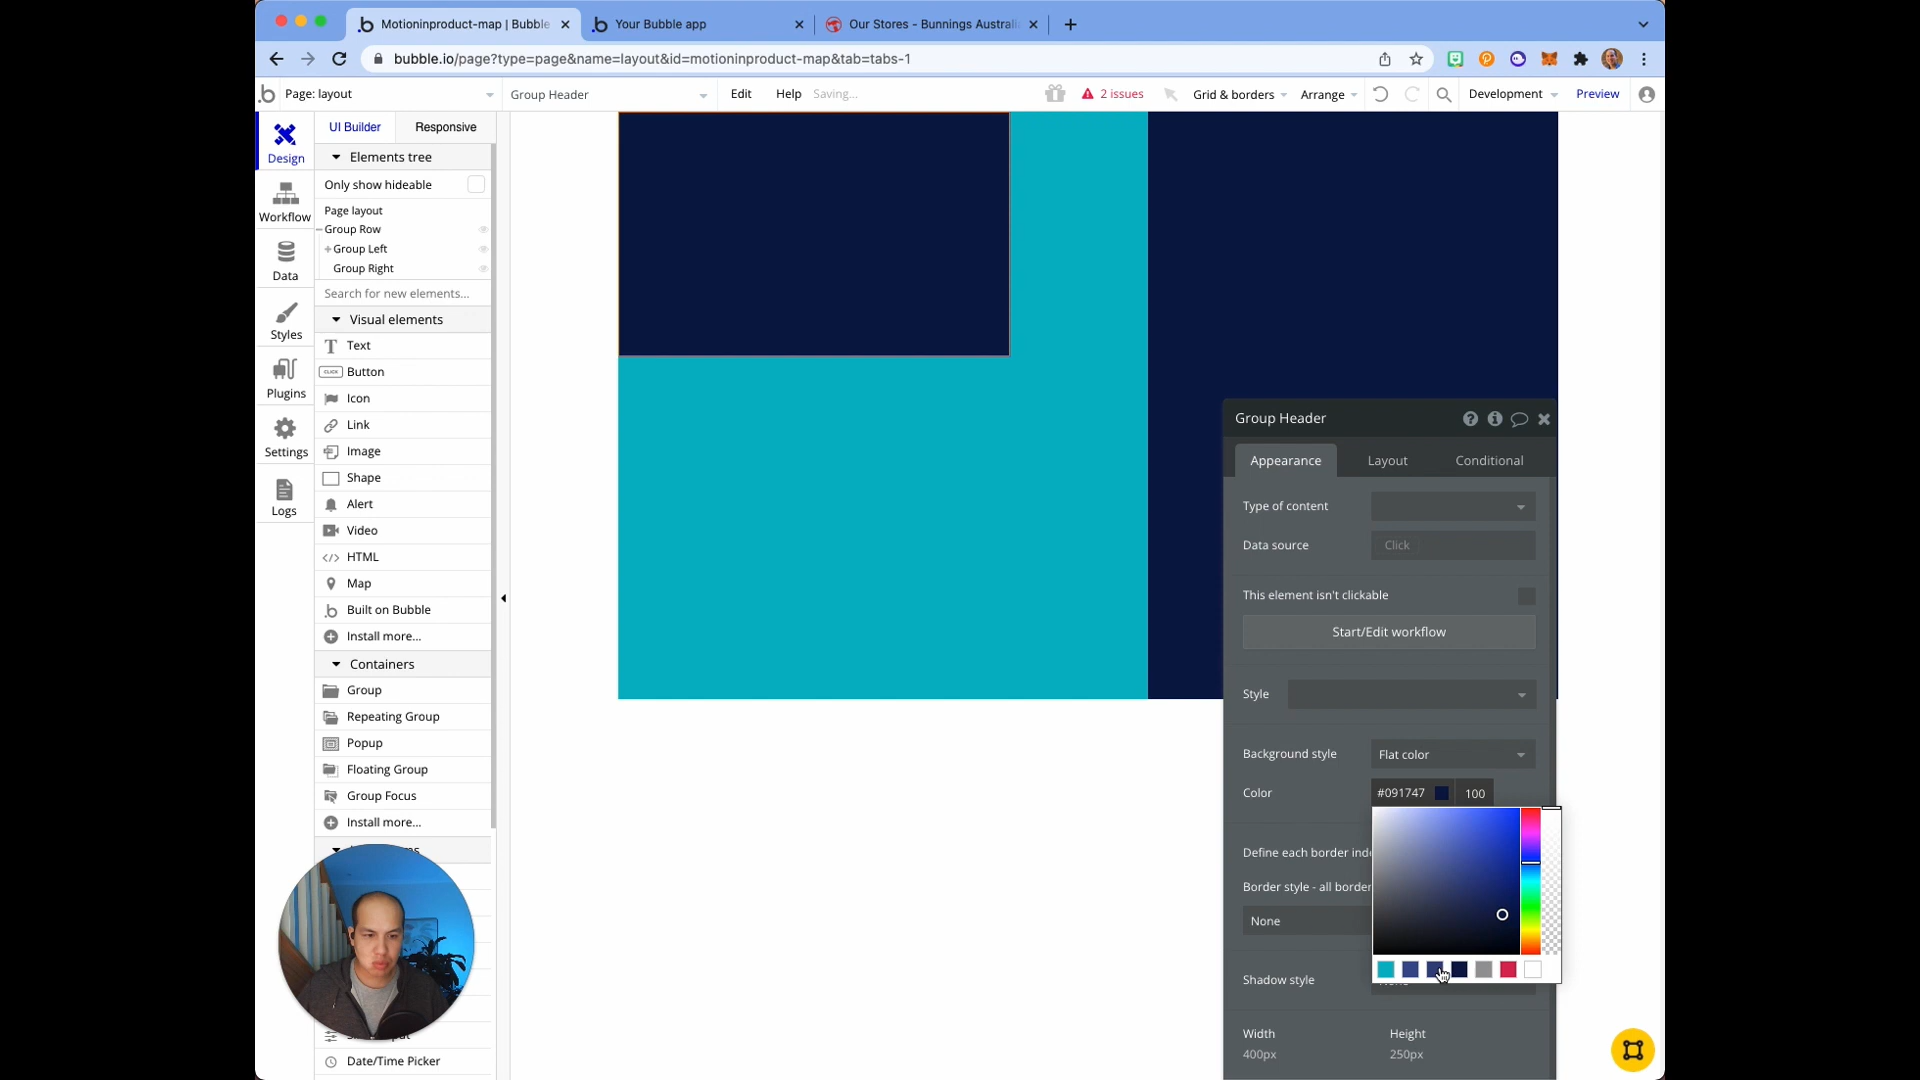 Motioninproduct-map | Bubble
Your Bubble app
Our Stores - Bunnings Australi
bubble.io/page?type=page&name=layout&id=motioninproduct-map&tab=tabs-1
Page: layout
Group Header
Edit
Help
Saving...
2 issues
Grid & borders
Arrange
Development
Preview
UI Builder
Responsive
Design
Workflow
Data
Styles
Plugins
Settings
Logs
Elements tree
Only show hideable
Page layout
Group Row
Group Left
Group Right
Search for new elements...
Visual elements
Text
CLICK Button
Icon
Link
Image
Shape
Alert
Video
HTML
Map
Built on Bubble
Install more...
Containers
Group
Repeating Group
Popup
Floating Group
Group Focus
Install more...
Date/Time Picker
Group Header
Appearance
Layout
Conditional
Type of content
Data source
Click
This element isn't clickable
Start/Edit workflow
Style
Background style
Flat color
Color
#091747
100
Define each border inde
Border style - all border
None
Shadow style
Width
Height
400px
250px